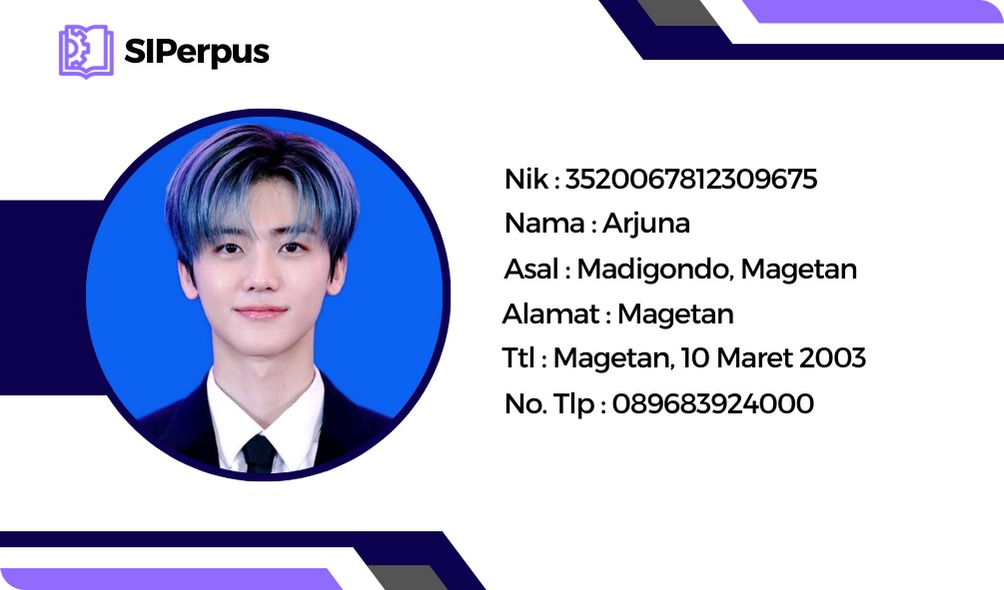 SIPerpus
Nik : 3520067812309675
Nama : Arjuna
Asal : Madigondo, Magetan
Alamat : Magetan
Ttl : Magetan, 10 Maret 2003
No. Tlp : 089683924000